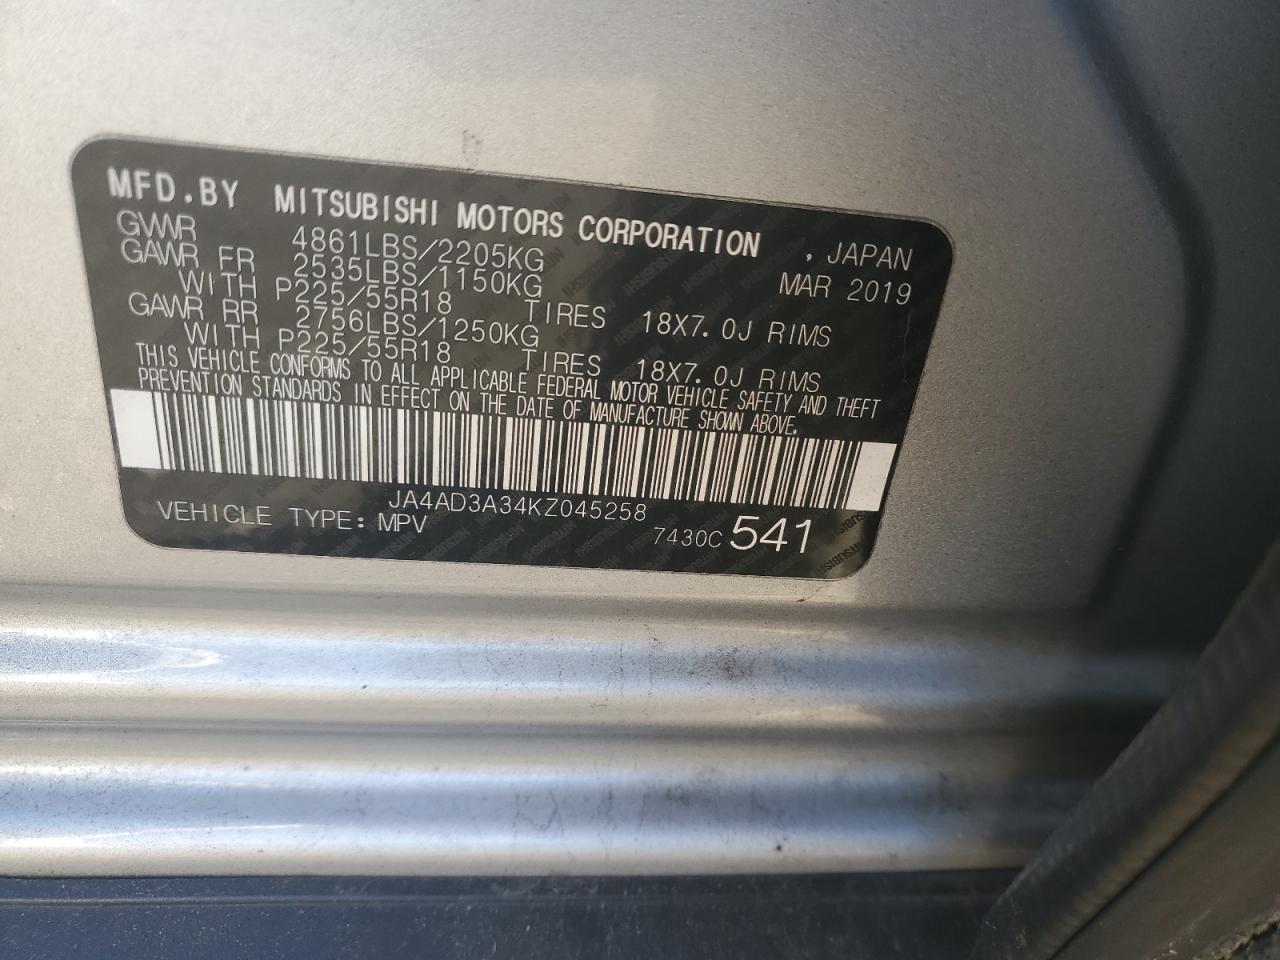 MFD.BY MITSUBISHI MOTORS CORPORATION , JAPAN
GVWR 4861LBS/2205KG MAR 2019
GAWR FR 2535LBS/1150KG
WITH P225/55R18 TIRES 18X7.0J RIMS
GAWR RR 2756LBS/1250KG
WITH P225/55R18 TIRES 18X7.0J RIMS
THIS VEHICLE CONFORMS TO ALL APPLICABLE FEDERAL MOTOR VEHICLE SAFETY AND THEFT
PREVENTION STANDARDS IN EFFECT ON THE DATE OF MANUFACTURE SHOWN ABOVE.
JA4AD3A34KZ045258
VEHICLE TYPE: MPV 7430C 541